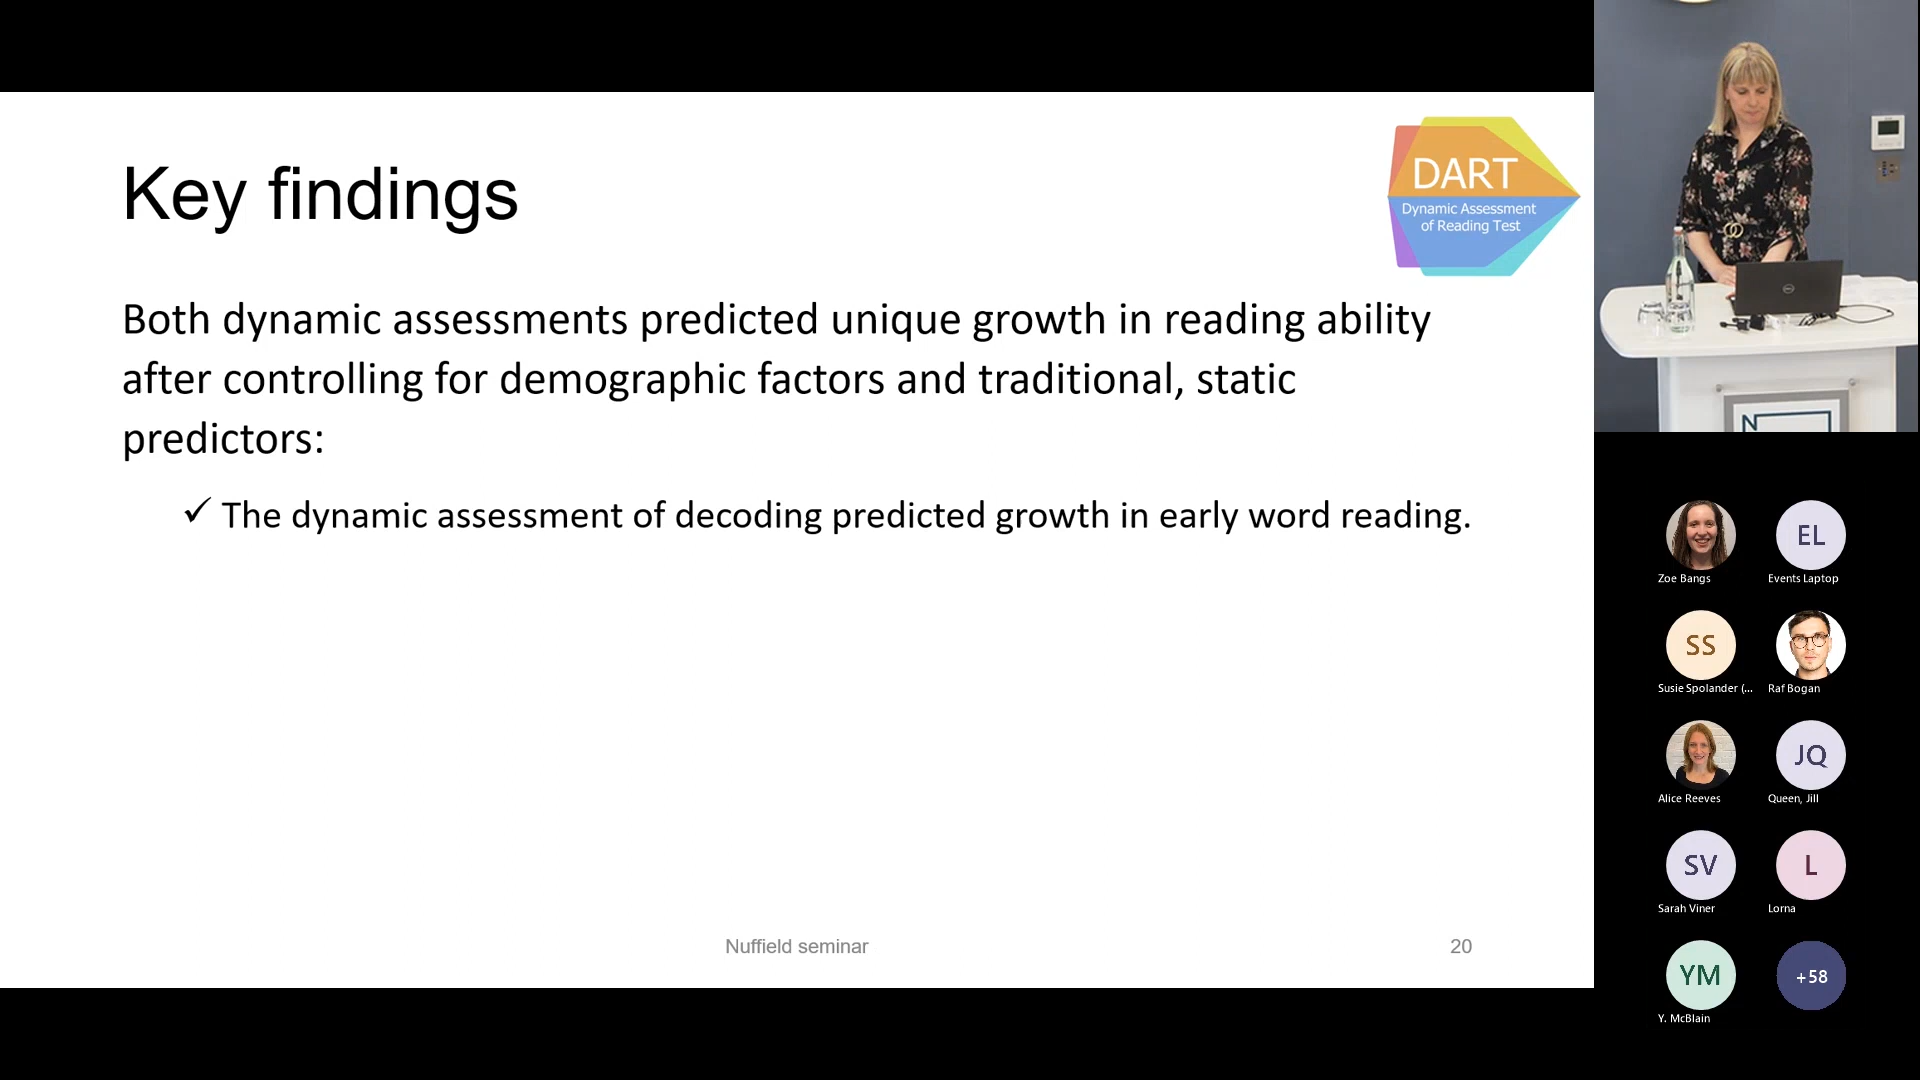 Key findings
DART
Dynamic Assessment
of Reading Test
Both dynamic assessments predicted unique growth in reading ability
after controlling for demographic factors and traditional, static
predictors:
✓ The dynamic assessment of decoding predicted growth in early word reading.
Nuffield seminar
20
N
Zoe Bangs
EL
Events Laptop
SS
Susie Spolander (...
Raf Bogan
Alice Reeves
JQ
Queen, Jill
SV
Sarah Viner
L
Lorna
YM
Y. McBlain
+58